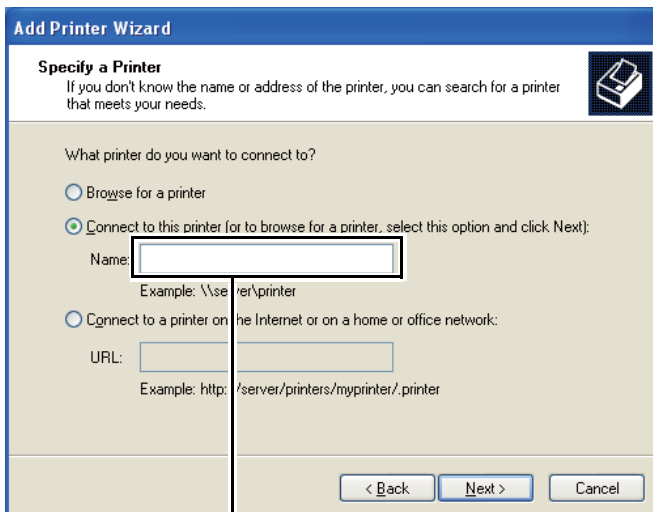 Add Printer Wizard
Specify a Printer
If you don't know the name or address of the printer, you can search for a printer
that meets your needs.
What printer do you want to connect to?
Browse for a printer
Connect to this printer (or to browse for a printer, select this option and click Next):
Name:
Example: \\server\printer
Connect to a printer on the Internet or on a home or office network:
URL:
Example: http://server/printers/myprinter/.printer
< Back Next > Cancel